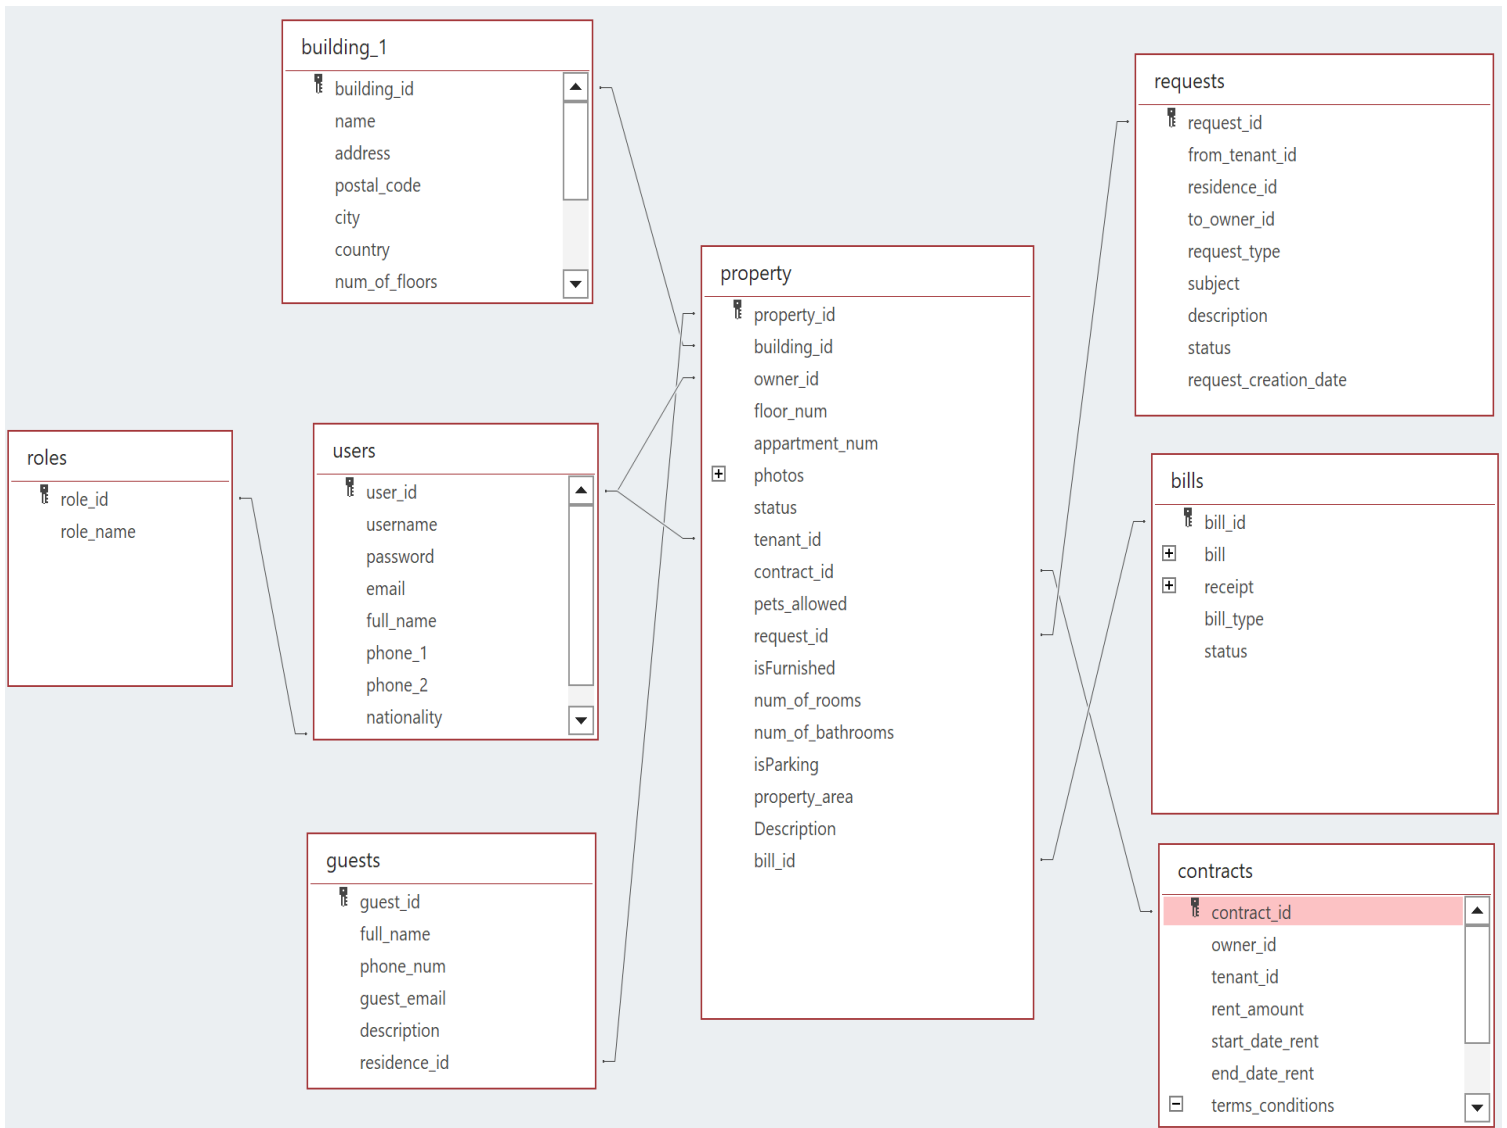 building_1
building_id
name
address
postal_code
city
country
num_of_floors
roles
role_id
role_name
users
user_id
username
password
email
full_name
phone_1
phone_2
nationality
guests
guest_id
full_name
phone_num
guest_email
description
residence_id
property
property_id
building_id
owner_id
floor_num
appartment_num
photos
status
tenant_id
contract_id
pets_allowed
request_id
isFurnished
num_of_rooms
num_of_bathrooms
isParking
property_area
Description
bill_id
requests
request_id
from_tenant_id
residence_id
to_owner_id
request_type
subject
description
status
request_creation_date
bills
bill_id
bill
receipt
bill_type
status
contracts
contract_id
owner_id
tenant_id
rent_amount
start_date_rent
end_date_rent
terms_conditions